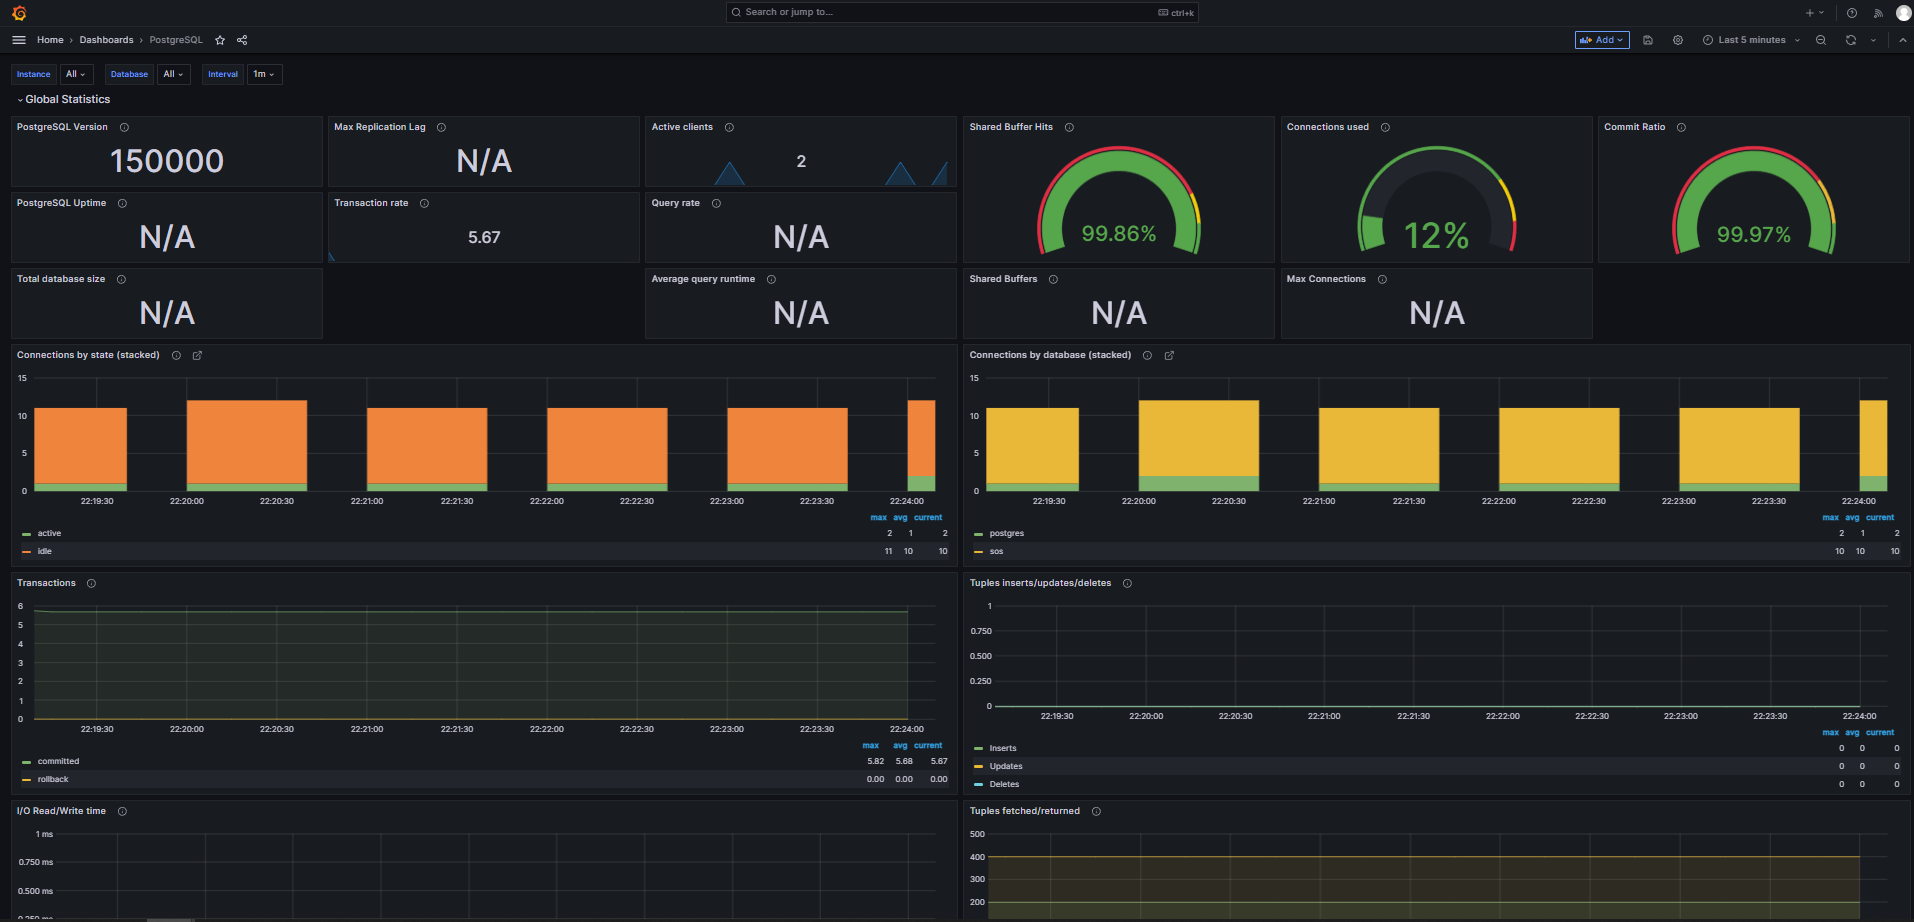 Search or jump to...
ctrl+k
Home › Dashboards › PostgreSQL
Add
Last 5 minutes
Instance All Database All Interval 1m
Global Statistics
PostgreSQL Version
150000
Max Replication Lag
N/A
Active clients
2
Shared Buffer Hits
99.86%
Connections used
12%
Commit Ratio
99.97%
PostgreSQL Uptime
N/A
Transaction rate
5.67
Query rate
N/A
Total database size
N/A
Average query runtime
N/A
Shared Buffers
N/A
Max Connections
N/A
Connections by state (stacked)
15
10
5
0
22:19:30 22:20:00 22:20:30 22:21:00 22:21:30 22:22:00 22:22:30 22:23:00 22:23:30 22:24:00
max avg current
active 2 1 2
idle 11 10 10
Connections by database (stacked)
15
10
5
0
22:19:30 22:20:00 22:20:30 22:21:00 22:21:30 22:22:00 22:22:30 22:23:00 22:23:30 22:24:00
max avg current
postgres 2 1 2
sos 10 10 10
Transactions
6
5
4
3
2
1
0
22:19:30 22:20:00 22:20:30 22:21:00 22:21:30 22:22:00 22:22:30 22:23:00 22:23:30 22:24:00
max avg current
committed 5.82 5.68 5.67
rollback 0.00 0.00 0.00
Tuples inserts/updates/deletes
1
0.750
0.500
0.250
0
22:19:30 22:20:00 22:20:30 22:21:00 22:21:30 22:22:00 22:22:30 22:23:00 22:23:30 22:24:00
max avg current
Inserts 0 0 0
Updates 0 0 0
Deletes 0 0 0
I/O Read/Write time
1 ms
0.750 ms
0.500 ms
0.250 ms
Tuples fetched/returned
500
400
300
200